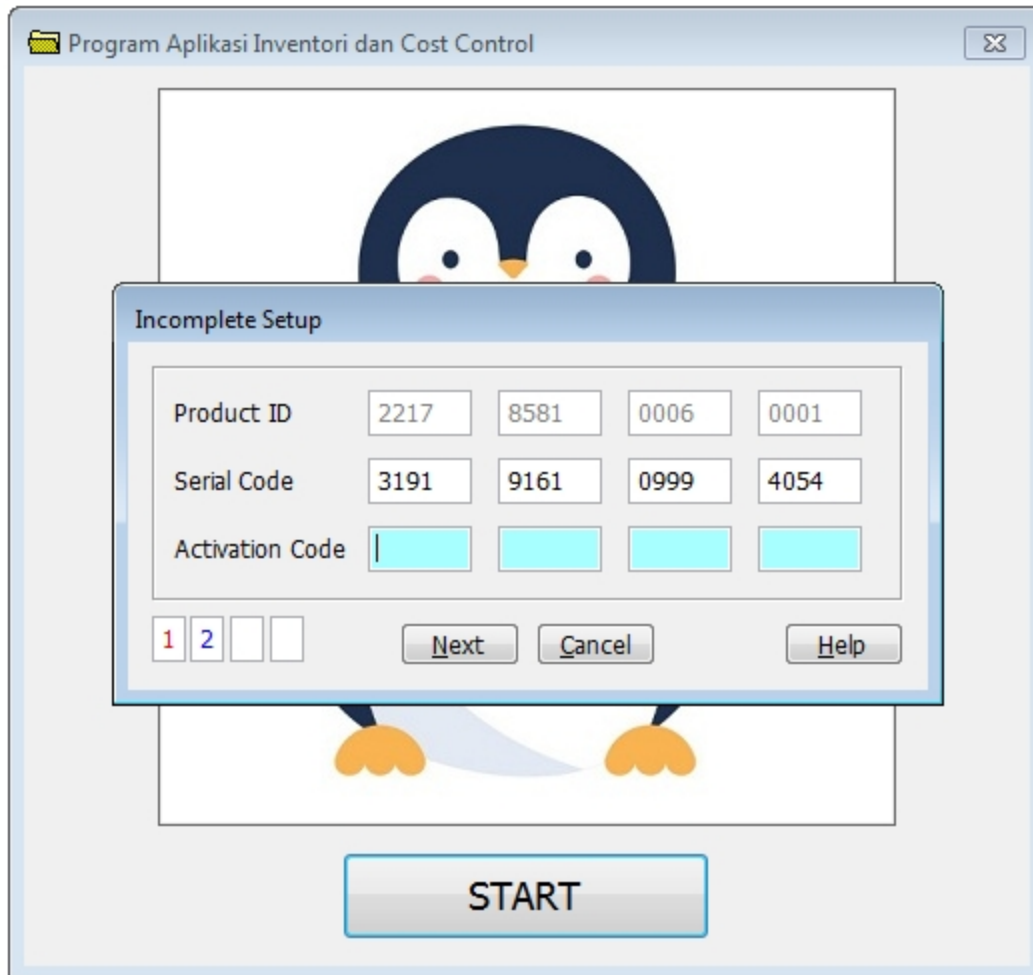 Program Aplikasi Inventori dan Cost Control
Incomplete Setup
Product ID 2217 8581 0006 0001
Serial Code 3191 9161 0999 4054
Activation Code
1 2 Next Cancel Help
START